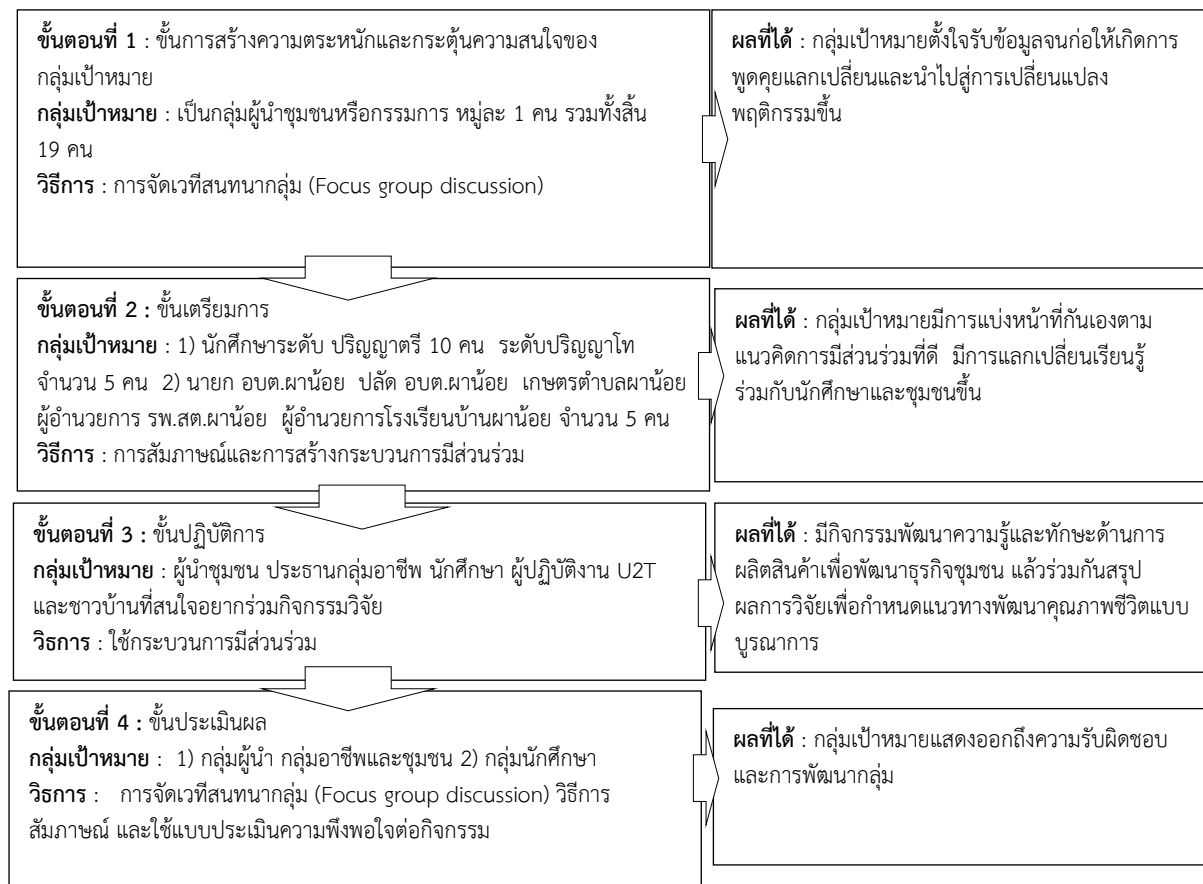 ขั้นตอนที่ 1 : ขั้นการสร้างความตระหนักและกระตุ้นความสนใจของ
กลุ่มเป้าหมาย
กลุ่มเป้าหมาย : เป็นกลุ่มผู้นำชุมชนหรือกรรมการ หมู่ละ 1 คน รวมทั้งสิ้น
19 คน
วิธีการ : การจัดเวทีสนทนากลุ่ม (Focus group discussion)
ผลที่ได้ : กลุ่มเป้าหมายตั้งใจรับข้อมูลจนก่อให้เกิดการ
พูดคุยแลกเปลี่ยนและนำไปสู่การเปลี่ยนแปลง
พฤติกรรมขึ้น
ขั้นตอนที่ 2 : ขั้นเตรียมการ
กลุ่มเป้าหมาย : 1) นักศึกษาระดับ ปริญญาตรี 10 คน ระดับปริญญาโท
จำนวน 5 คน 2) นายก อบต.ผาน้อย ปลัด อบต.ผาน้อย เกษตรตำบลผาน้อย
ผู้อำนวยการ รพ.สต.ผาน้อย ผู้อำนวยการโรงเรียนบ้านผาน้อย จำนวน 5 คน
วิธีการ : การสัมภาษณ์และการสร้างกระบวนการมีส่วนร่วม
ผลที่ได้ : กลุ่มเป้าหมายมีการแบ่งหน้าที่กันเองตาม
แนวคิดการมีส่วนร่วมที่ดี มีการแลกเปลี่ยนเรียนรู้
ร่วมกับนักศึกษาและชุมชนขึ้น
ขั้นตอนที่ 3 : ขั้นปฏิบัติการ
กลุ่มเป้าหมาย : ผู้นำชุมชน ประธานกลุ่มอาชีพ นักศึกษา ผู้ปฏิบัติงาน U2T
และชาวบ้านที่สนใจอยากร่วมกิจกรรมวิจัย
วิธีการ : ใช้กระบวนการมีส่วนร่วม
ผลที่ได้ : มีกิจกรรมพัฒนาความรู้และทักษะด้านการ
ผลิตสินค้าเพื่อพัฒนาธุรกิจชุมชน แล้วร่วมกันสรุป
ผลการวิจัยเพื่อกำหนดแนวทางพัฒนาคุณภาพชีวิตแบบ
บูรณาการ
ขั้นตอนที่ 4 : ขั้นประเมินผล
กลุ่มเป้าหมาย : 1) กลุ่มผู้นำ กลุ่มอาชีพและชุมชน 2) กลุ่มนักศึกษา
วิธีการ : การจัดเวทีสนทนากลุ่ม (Focus group discussion) วิธีการ
สัมภาษณ์ และใช้แบบประเมินความพึงพอใจต่อกิจกรรม
ผลที่ได้ : กลุ่มเป้าหมายแสดงออกถึงความรับผิดชอบ
และการพัฒนากลุ่ม